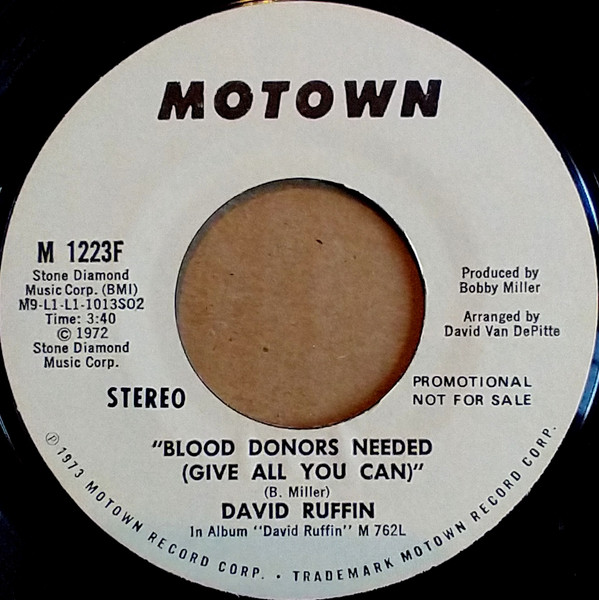 MOTOWN
M 1223F
Stone Diamond
Music Corp. (BMI)
M9-L1-L1-1013S02
Time: 3:40
© 1972
Stone Diamond
Music Corp.
STEREO
Produced by
Bobby Miller
Arranged by
David Van DePitte
PROMOTIONAL
NOT FOR SALE
"BLOOD DONORS NEEDED
(GIVE ALL YOU CAN)"
(B. Miller)
DAVID RUFFIN
In Album "David Ruffin" M 762L
℗ 1973 MOTOWN RECORD CORP. • TRADEMARK MOTOWN RECORD CORP.